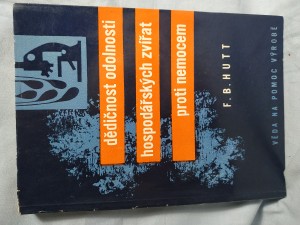 dědičnost odolnosti
hospodářských zvířat
proti nemocem
F. B. HUTT
VĚDA NA POMOC VÝROBĚ